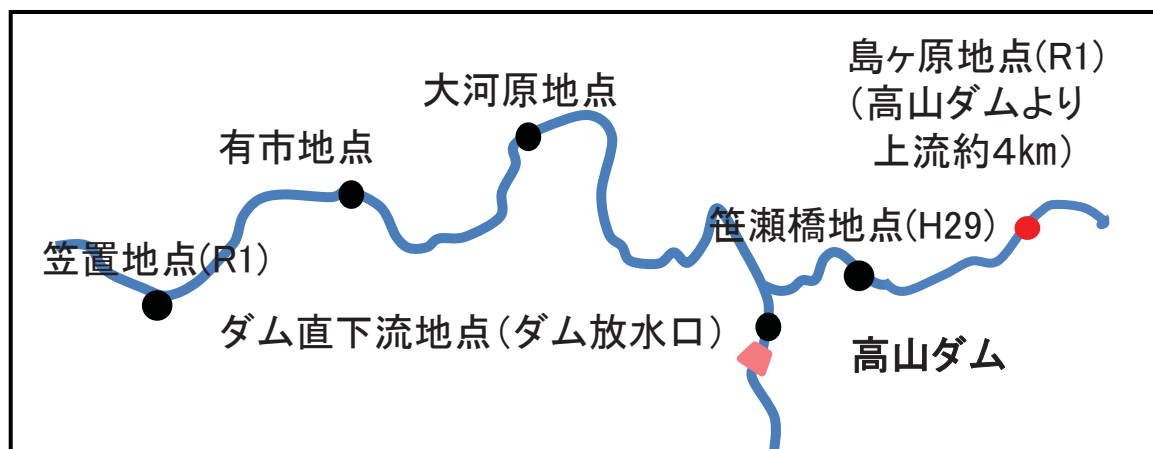 島ヶ原地点(R1)
(高山ダムより
上流約4km)
大河原地点
有市地点
笹瀬橋地点(H29)
笠置地点(R1)
ダム直下流地点(ダム放水口)
高山ダム